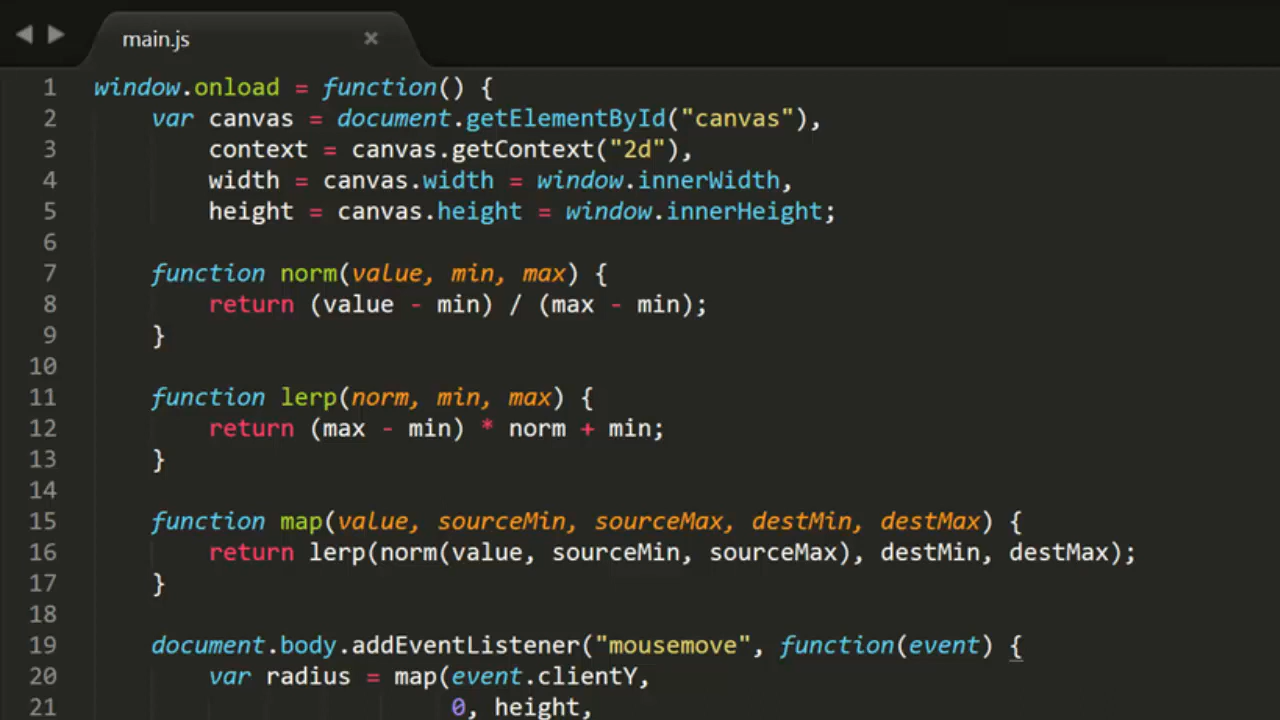 main.js
1 window.onload = function() {
2     var canvas = document.getElementById("canvas"),
3         context = canvas.getContext("2d"),
4         width = canvas.width = window.innerWidth,
5         height = canvas.height = window.innerHeight;
6
7     function norm(value, min, max) {
8         return (value - min) / (max - min);
9     }
10
11     function lerp(norm, min, max) {
12         return (max - min) * norm + min;
13     }
14
15     function map(value, sourceMin, sourceMax, destMin, destMax) {
16         return lerp(norm(value, sourceMin, sourceMax), destMin, destMax);
17     }
18
19     document.body.addEventListener("mousemove", function(event) {
20         var radius = map(event.clientY,
21                          0, height,